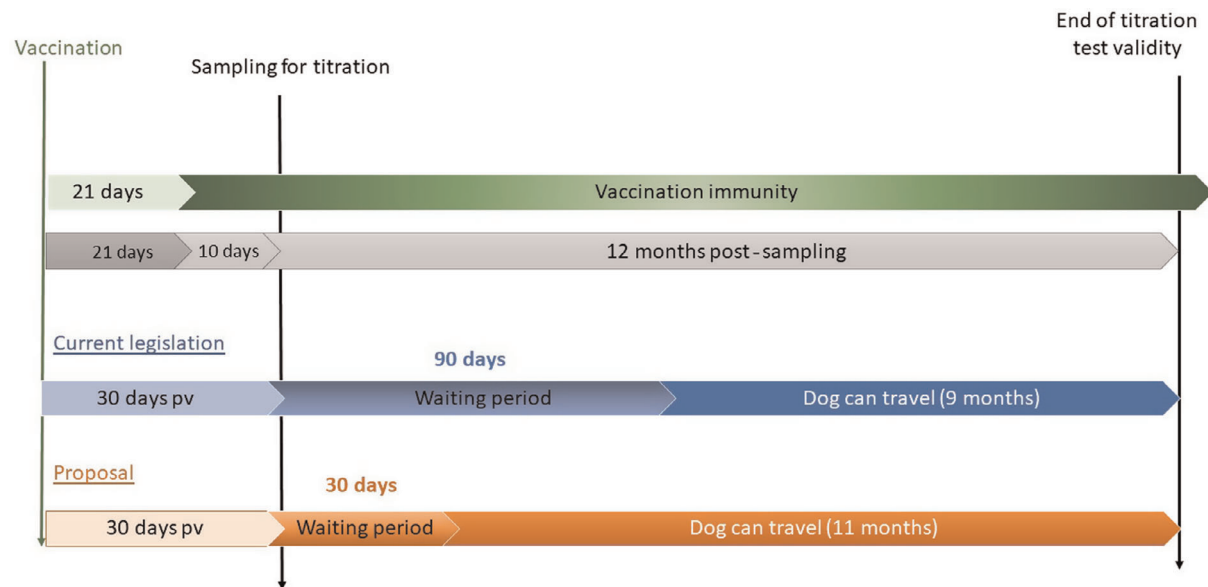 End of titration
test validity
Vaccination
Sampling for titration
21 days
Vaccination immunity
21 days
10 days
12 months post-sampling
Current legislation
90 days
30 days pv
Waiting period
Dog can travel (9 months)
Proposal
30 days
30 days pv
Waiting period
Dog can travel (11 months)